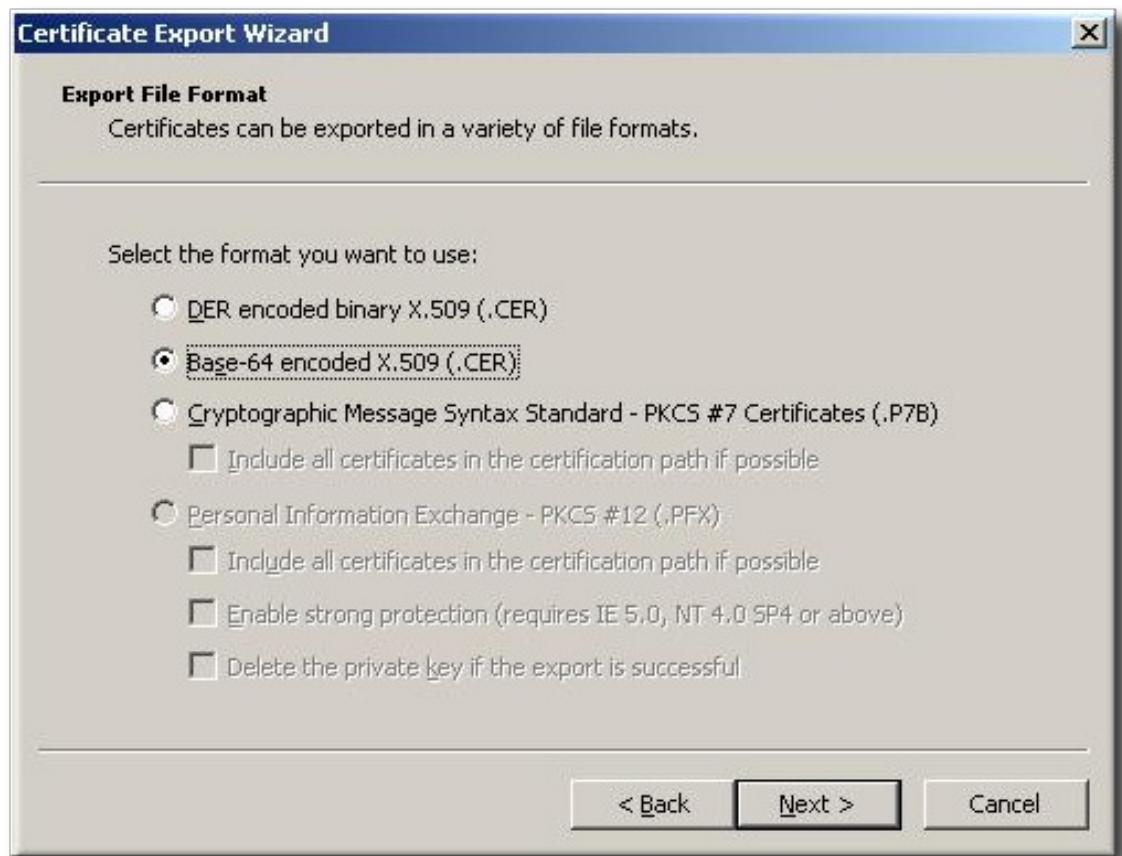 Certificate Export Wizard
Export File Format
Certificates can be exported in a variety of file formats.
Select the format you want to use:
DER encoded binary X.509 (.CER)
Base-64 encoded X.509 (.CER)
Cryptographic Message Syntax Standard - PKCS #7 Certificates (.P7B)
Include all certificates in the certification path if possible
Personal Information Exchange - PKCS #12 (.PFX)
Include all certificates in the certification path if possible
Enable strong protection (requires IE 5.0, NT 4.0 SP4 or above)
Delete the private key if the export is successful
< Back Next > Cancel